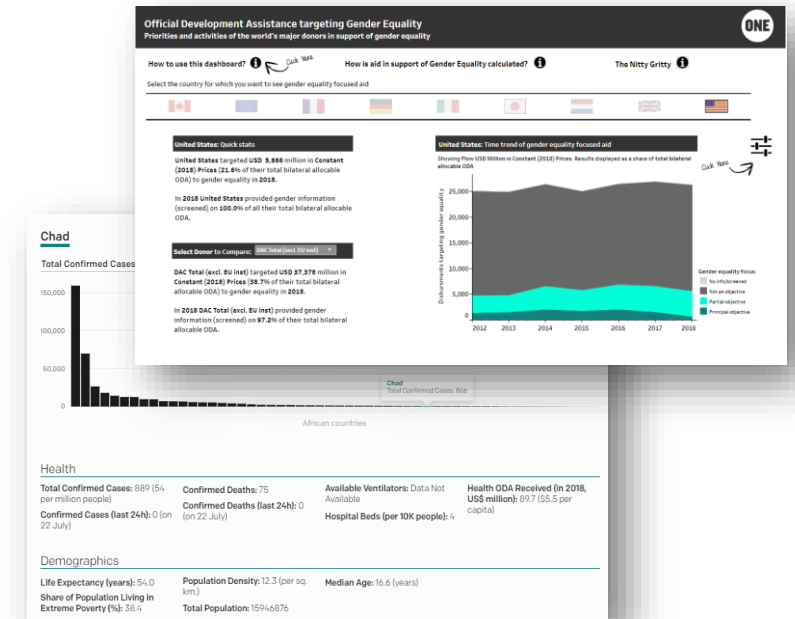 Official Development Assistance targeting Gender Equality
Priorities and activities of the world's major donors in support of gender equality
ONE
How to use this dashboard?
Click Here
How is aid in support of Gender Equality calculated?
The Nitty Gritty
Select the country for which you want to see gender equality focused aid
United States: Quick stats
United States targeted USD 5,666 million in Constant
(2018) Prices (21.6% of their total bilateral allocable
ODA) to gender equality in 2018.
In 2018 United States provided gender information
(screened) on 100.0% of all their total bilateral allocable
ODA.
Select Donor to Compare: DAC Total (excl. EU inst)
DAC Total (excl. EU inst) targeted USD 37,378 million in
Constant (2018) Prices (38.7% of their total bilateral
allocable ODA) to gender equality in 2018.
In 2018 DAC Total (excl. EU inst) provided gender
information (screened) on 97.2% of their total bilateral
allocable ODA.
United States: Time trend of gender equality focused aid
Showing Flow USD Million in Constant (2018) Prices. Results displayed as a share of total bilateral
allocable ODA
Click Here
Disbursments targeting gender equality
25,000
20,000
15,000
10,000
5,000
0
2012 2013 2014 2015 2016 2017 2018
Gender equality focus:
No info/screened
Not an objective
Partial objective
Principal objective
Chad
Total Confirmed Cases
150,000
100,000
50,000
0
Chad
Total Confirmed Cases: 866
African countries
Health
Total Confirmed Cases: 889 (54
per million people)
Confirmed Cases (last 24h): 0 (on
22 July)
Confirmed Deaths: 75
Confirmed Deaths (last 24h): 0
(on 22 July)
Available Ventilators: Data Not
Available
Hospital Beds (per 10K people): 4
Health ODA Received (in 2018,
US$ million): 89.7 ($5.5 per
capita)
Demographics
Life Expectancy (years): 54.0
Share of Population Living in
Extreme Poverty (%): 38.4
Population Density: 12.3 (per sq.
km.)
Total Population: 15946876
Median Age: 16.6 (years)